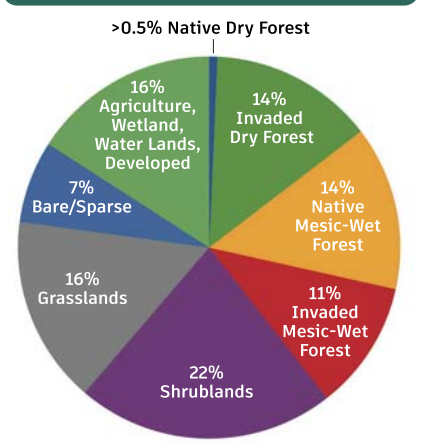 >0.5% Native Dry Forest
16%
Agriculture,
Wetland,
Water Lands,
Developed
14%
Invaded
Dry Forest
14%
Native
Mesic-Wet
Forest
7%
Bare/Sparse
16%
Grasslands
11%
Invaded
Mesic-Wet
Forest
22%
Shrublands